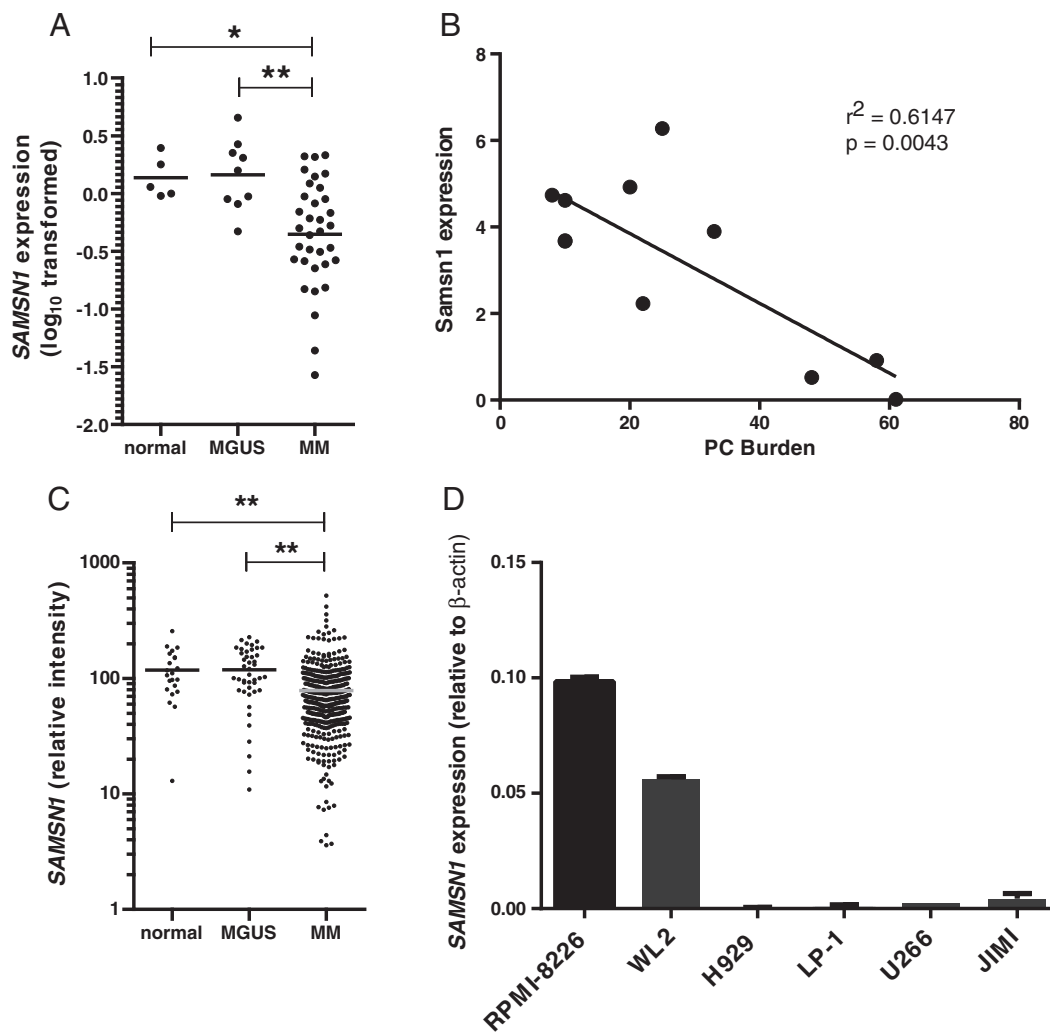 A
*
**
SAMSN1 expression
(log₁₀ transformed)
1.0
0.5
0.0
-0.5
-1.0
-1.5
-2.0
normal MGUS MM
B
Samsn1 expression
8
6
4
2
0
r² = 0.6147
p = 0.0043
0 20 40 60 80
PC Burden
C
**
**
SAMSN1 (relative intensity)
1000
100
10
1
normal MGUS MM
D
SAMSN1 expression (relative to β-actin)
0.15
0.10
0.05
0.00
RPMI-8226
WL2
H929
LP-1
U266
JIMI